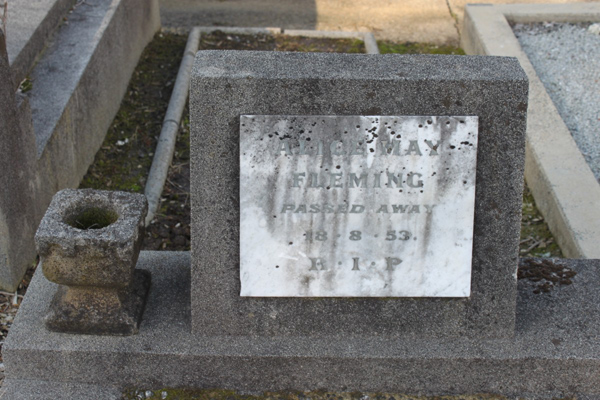 MAY
FLEMING
PASSED AWAY
18 · 8 · 53.
R · I · P